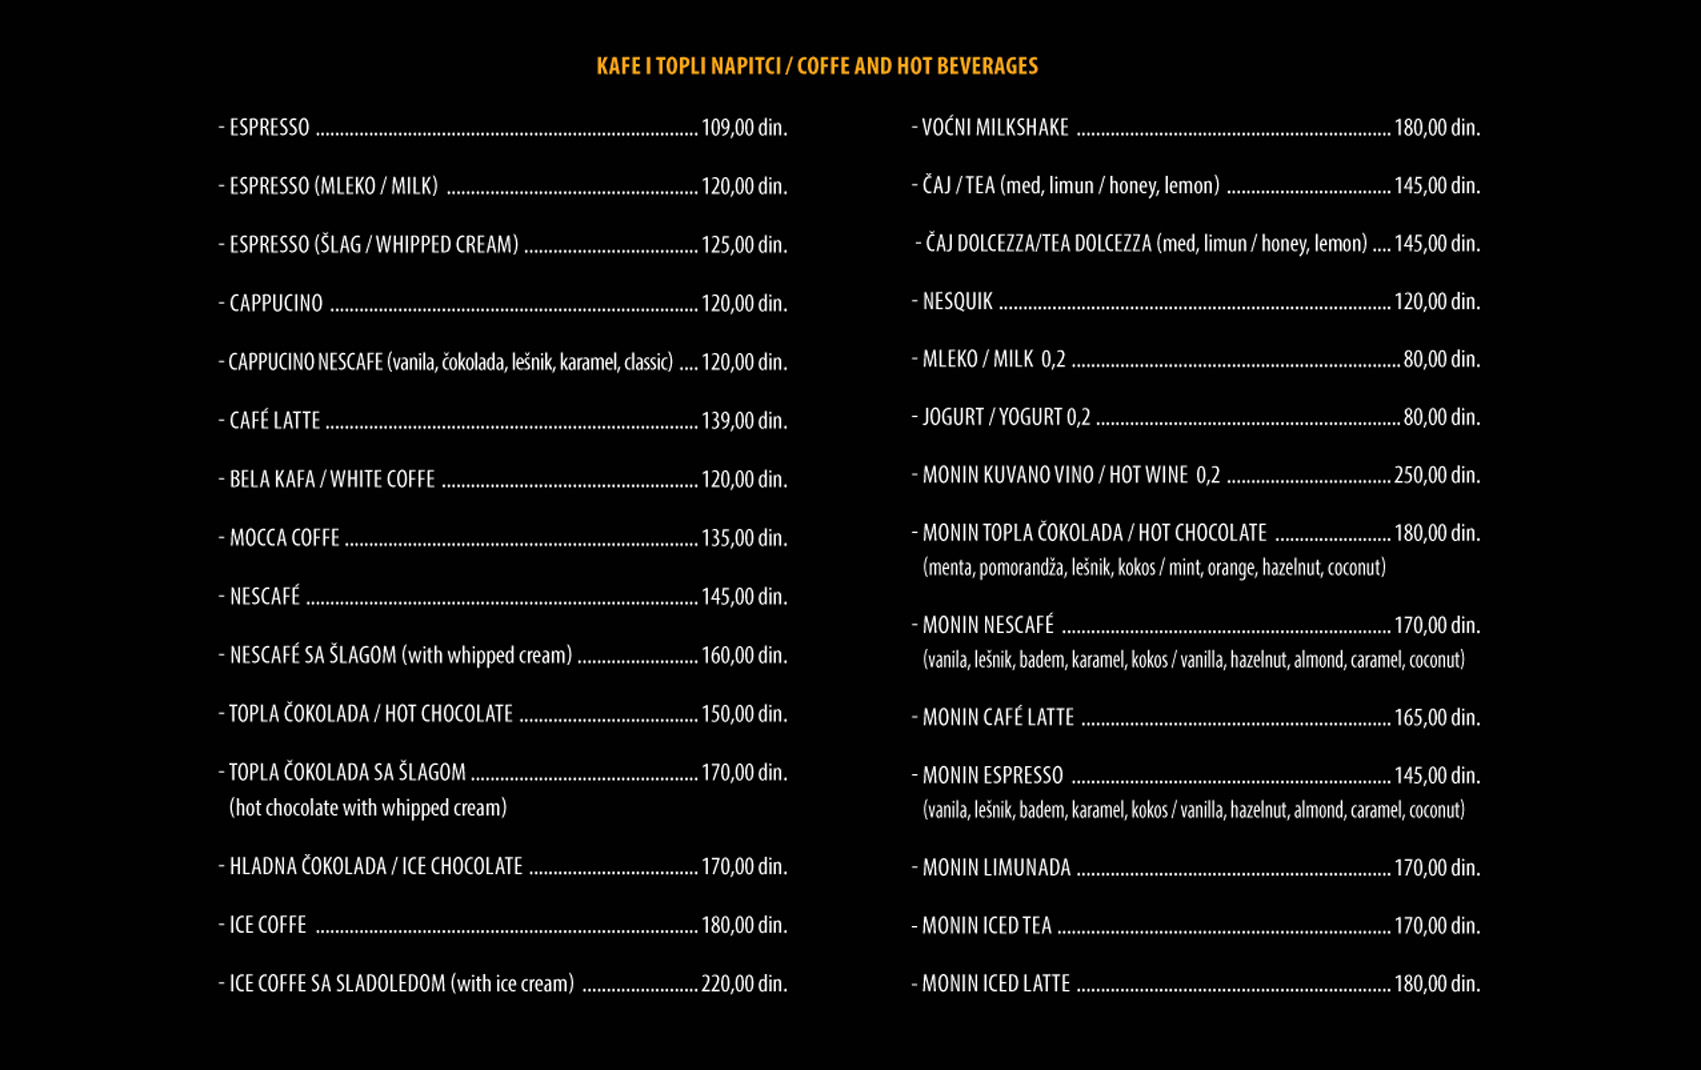 KAFE I TOPLI NAPITCI / COFFE AND HOT BEVERAGES
- ESPRESSO ............................................................................... 109,00 din.
- ESPRESSO (MLEKO / MILK) .................................................... 120,00 din.
- ESPRESSO (ŠLAG / WHIPPED CREAM) .................................... 125,00 din.
- CAPPUCINO ............................................................................ 120,00 din.
- CAPPUCINO NESCAFE (vanila, čokolada, lešnik, karamel, classic) .... 120,00 din.
- CAFÉ LATTE ............................................................................. 139,00 din.
- BELA KAFA / WHITE COFFE ..................................................... 120,00 din.
- MOCCA COFFE ......................................................................... 135,00 din.
- NESCAFÉ ................................................................................. 145,00 din.
- NESCAFÉ SA ŠLAGOM (with whipped cream) ......................... 160,00 din.
- TOPLA ČOKOLADA / HOT CHOCOLATE ..................................... 150,00 din.
- TOPLA ČOKOLADA SA ŠLAGOM ............................................... 170,00 din.
(hot chocolate with whipped cream)
- HLADNA ČOKOLADA / ICE CHOCOLATE ................................... 170,00 din.
- ICE COFFE ............................................................................... 180,00 din.
- ICE COFFE SA SLADOLEDOM (with ice cream) ........................ 220,00 din.
- VOĆNI MILKSHAKE ................................................................. 180,00 din.
- ČAJ / TEA (med, limun / honey, lemon) .................................. 145,00 din.
- ČAJ DOLCEZZA/TEA DOLCEZZA (med, limun / honey, lemon) .... 145,00 din.
- NESQUIK ................................................................................. 120,00 din.
- MLEKO / MILK 0,2 .................................................................... 80,00 din.
- JOGURT / YOGURT 0,2 ............................................................... 80,00 din.
- MONIN KUVANO VINO / HOT WINE 0,2 .................................. 250,00 din.
- MONIN TOPLA ČOKOLADA / HOT CHOCOLATE ........................ 180,00 din.
(menta, pomorandža, lešnik, kokos / mint, orange, hazelnut, coconut)
- MONIN NESCAFÉ .................................................................... 170,00 din.
(vanila, lešnik, badem, karamel, kokos / vanilla, hazelnut, almond, caramel, coconut)
- MONIN CAFÉ LATTE ................................................................ 165,00 din.
- MONIN ESPRESSO .................................................................. 145,00 din.
(vanila, lešnik, badem, karamel, kokos / vanilla, hazelnut, almond, caramel, coconut)
- MONIN LIMUNADA ................................................................. 170,00 din.
- MONIN ICED TEA ..................................................................... 170,00 din.
- MONIN ICED LATTE ................................................................. 180,00 din.